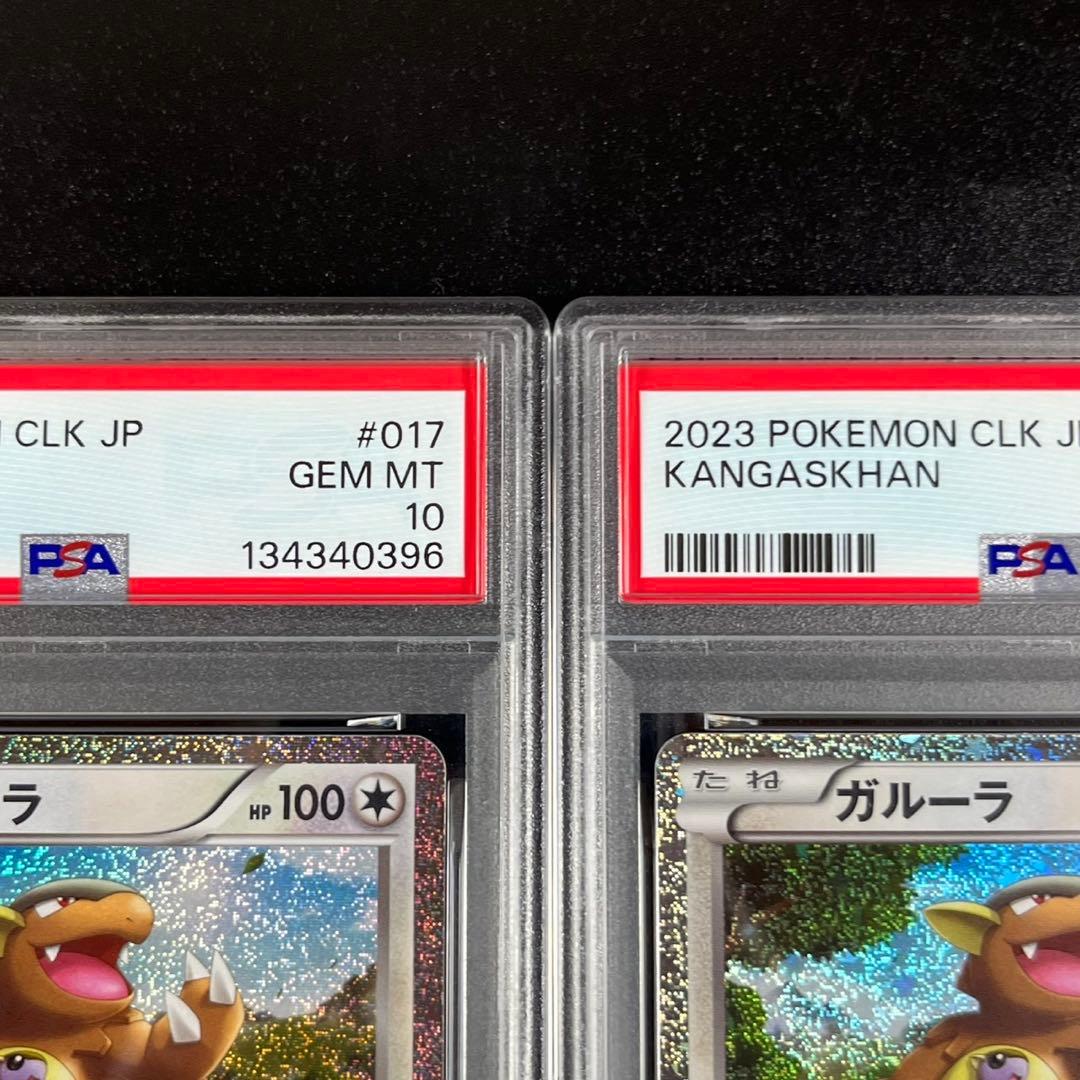 CLK JP
#017
GEM MT
10
134340396
PSA
2023 POKEMON CLK
KANGASKHAN
PSA
ラ
HP 100
たね
ガルーラ